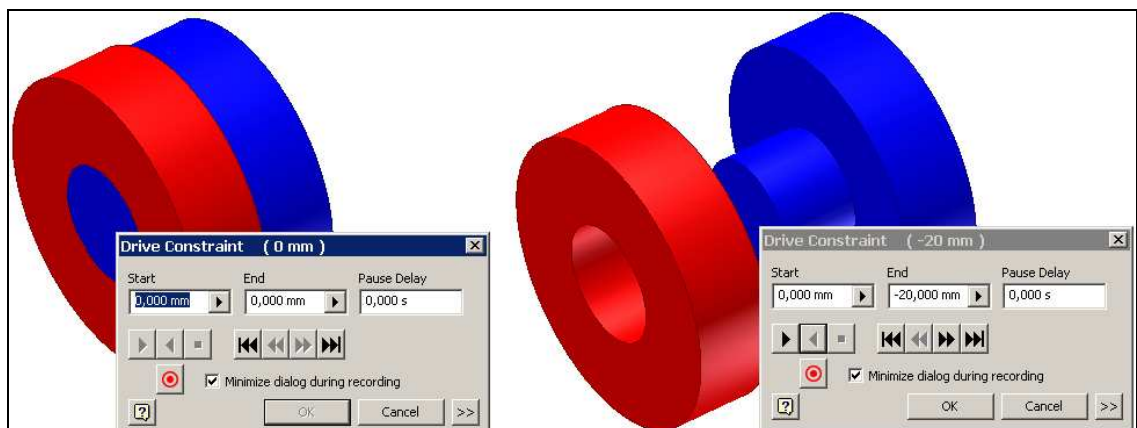 Drive Constraint ( 0 mm )
Start End Pause Delay
0,000 mm 0,000 mm 0,000 s
Minimize dialog during recording
OK Cancel >>
Drive Constraint ( -20 mm )
Start End Pause Delay
0,000 mm -20,000 mm 0,000 s
Minimize dialog during recording
OK Cancel >>